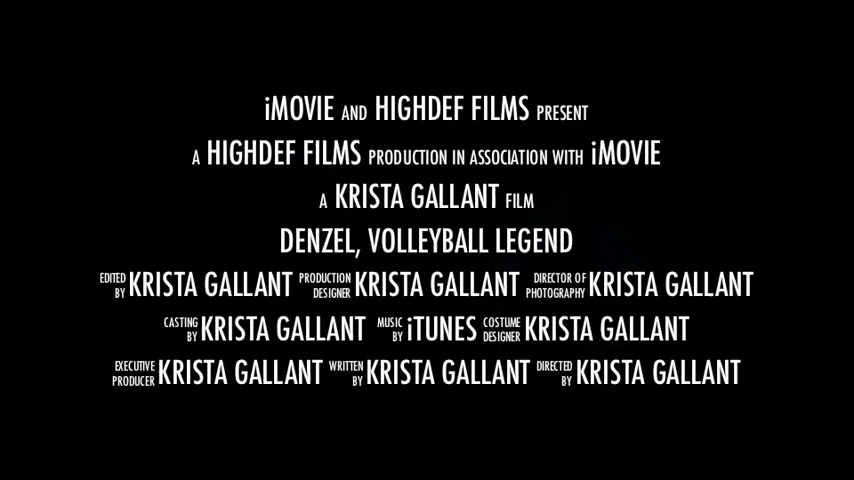 iMOVIE AND HIGHDEF FILMS PRESENT
A HIGHDEF FILMS PRODUCTION IN ASSOCIATION WITH iMOVIE
A KRISTA GALLANT FILM
DENZEL, VOLLEYBALL LEGEND
EDITED BY KRISTA GALLANT PRODUCTION DESIGNER KRISTA GALLANT DIRECTOR OF PHOTOGRAPHY KRISTA GALLANT
CASTING BY KRISTA GALLANT MUSIC BY iTUNES COSTUME DESIGNER KRISTA GALLANT
EXECUTIVE PRODUCER KRISTA GALLANT WRITTEN BY KRISTA GALLANT DIRECTED BY KRISTA GALLANT